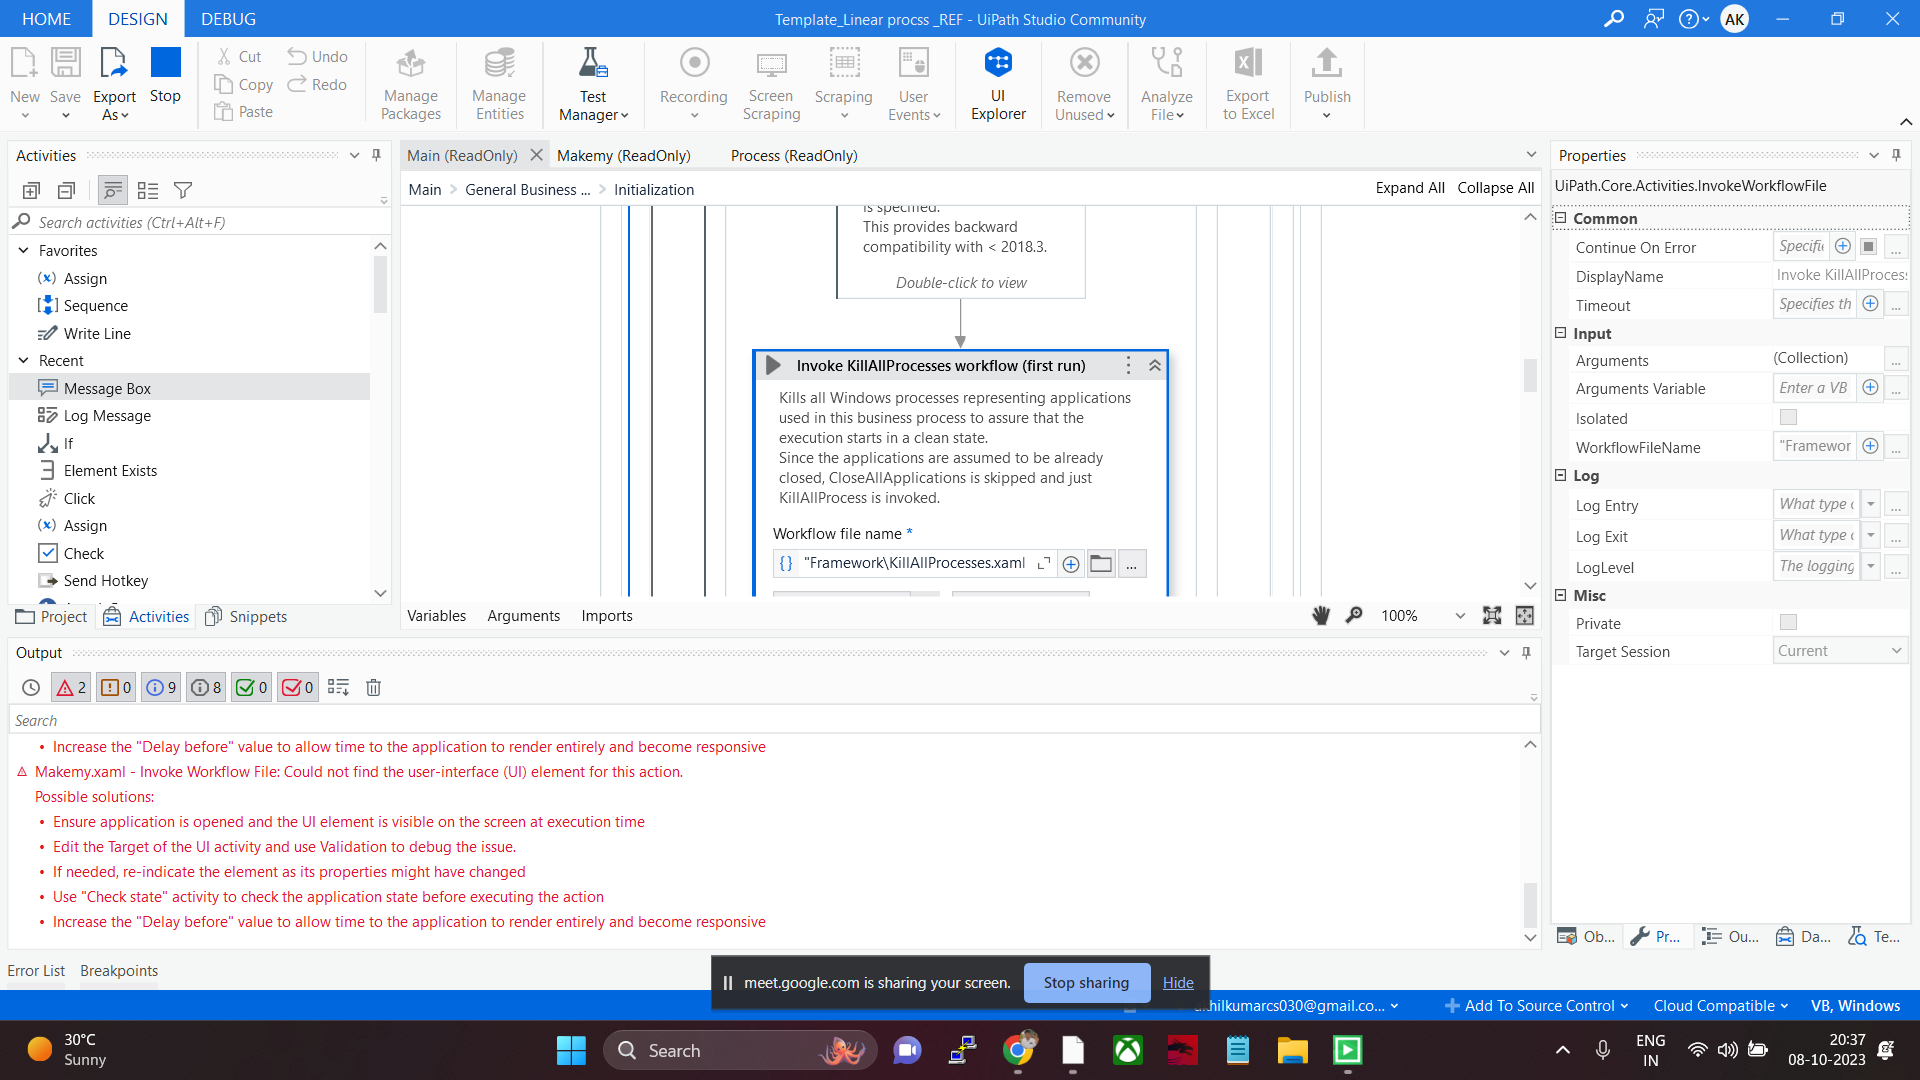 HOME DESIGN DEBUG
Template_Linear procss _REF - UiPath Studio Community
AK
New
Save
Export As
Stop
Cut
Copy
Paste
Undo
Redo
Manage Packages
Manage Entities
Test Manager
Recording
Screen Scraping
Scraping
User Events
UI Explorer
Remove Unused
Analyze File
Export to Excel
Publish
Activities
Search activities (Ctrl+Alt+F)
Favorites
Assign
Sequence
Write Line
Recent
Message Box
Log Message
If
Element Exists
Click
Assign
Check
Send Hotkey
Project Activities Snippets
Main (ReadOnly) Makemy (ReadOnly) Process (ReadOnly)
Main > General Business ... > Initialization
Expand All Collapse All
is specified.
This provides backward
compatibility with < 2018.3.
Double-click to view
Invoke KillAllProcesses workflow (first run)
Kills all Windows processes representing applications
used in this business process to assure that the
execution starts in a clean state.
Since the applications are assumed to be already
closed, CloseAllApplications is skipped and just
KillAllProcess is invoked.
Workflow file name *
"Framework\KillAllProcesses.xaml
...
Variables Arguments Imports
100%
Properties
UiPath.Core.Activities.InvokeWorkflowFile
Common
Continue On Error Specifi ...
DisplayName Invoke KillAllProcess
Timeout Specifies th ...
Input
Arguments (Collection) ...
Arguments Variable Enter a VB ...
Isolated
WorkflowFileName "Framewor ...
Log
Log Entry What type o ...
Log Exit What type o ...
LogLevel The logging ...
Misc
Private
Target Session Current
Ob... Pr... Ou... Da... Te...
Output
2 0 9 8 0 0
Search
• Increase the "Delay before" value to allow time to the application to render entirely and become responsive
Makemy.xaml - Invoke Workflow File: Could not find the user-interface (UI) element for this action.
Possible solutions:
• Ensure application is opened and the UI element is visible on the screen at execution time
• Edit the Target of the UI activity and use Validation to debug the issue.
• If needed, re-indicate the element as its properties might have changed
• Use "Check state" activity to check the application state before executing the action
• Increase the "Delay before" value to allow time to the application to render entirely and become responsive
Error List Breakpoints
meet.google.com is sharing your screen. Stop sharing Hide
Add To Source Control Cloud Compatible VB, Windows
30°C
Sunny
Search
ENG
IN
20:37
08-10-2023